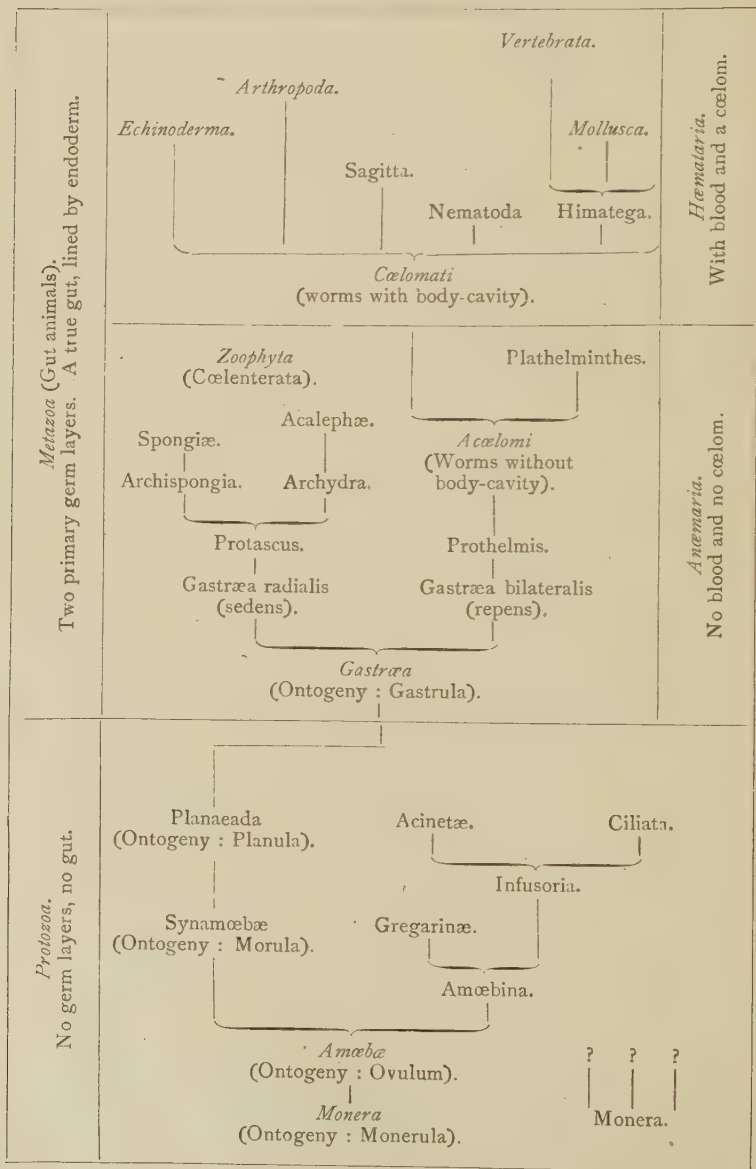 Vertebrata.
Arthropoda.
Echinoderma.
Mollusca.
Sagitta.
Nematoda
Himatega.
Cœlomati
(worms with body-cavity).
Hæmataria.
With blood and a cœlom.
Metazoa (Gut animals).
Two primary germ layers. A true gut, lined by endoderm.
Zoophyta
(Cœlenterata).
Plathelminthes.
Acalephæ.
Spongiæ.
Acœlomi
(Worms without
body-cavity).
Archispongia.
Archydra.
Protascus.
Prothelmis.
Gastræa radialis
(sedens).
Gastræa bilateralis
(repens).
Gastræa
(Ontogeny : Gastrula).
Anæmaria.
No blood and no cœlom.
Protozoa.
No germ layers, no gut.
Planaeada
(Ontogeny : Planula).
Acinetæ.
Ciliata.
Infusoria.
Synamœbæ
(Ontogeny : Morula).
Gregarinæ.
Amœbina.
Amœbæ
(Ontogeny : Ovulum).
? ? ?
Monera
(Ontogeny : Monerula).
Monera.